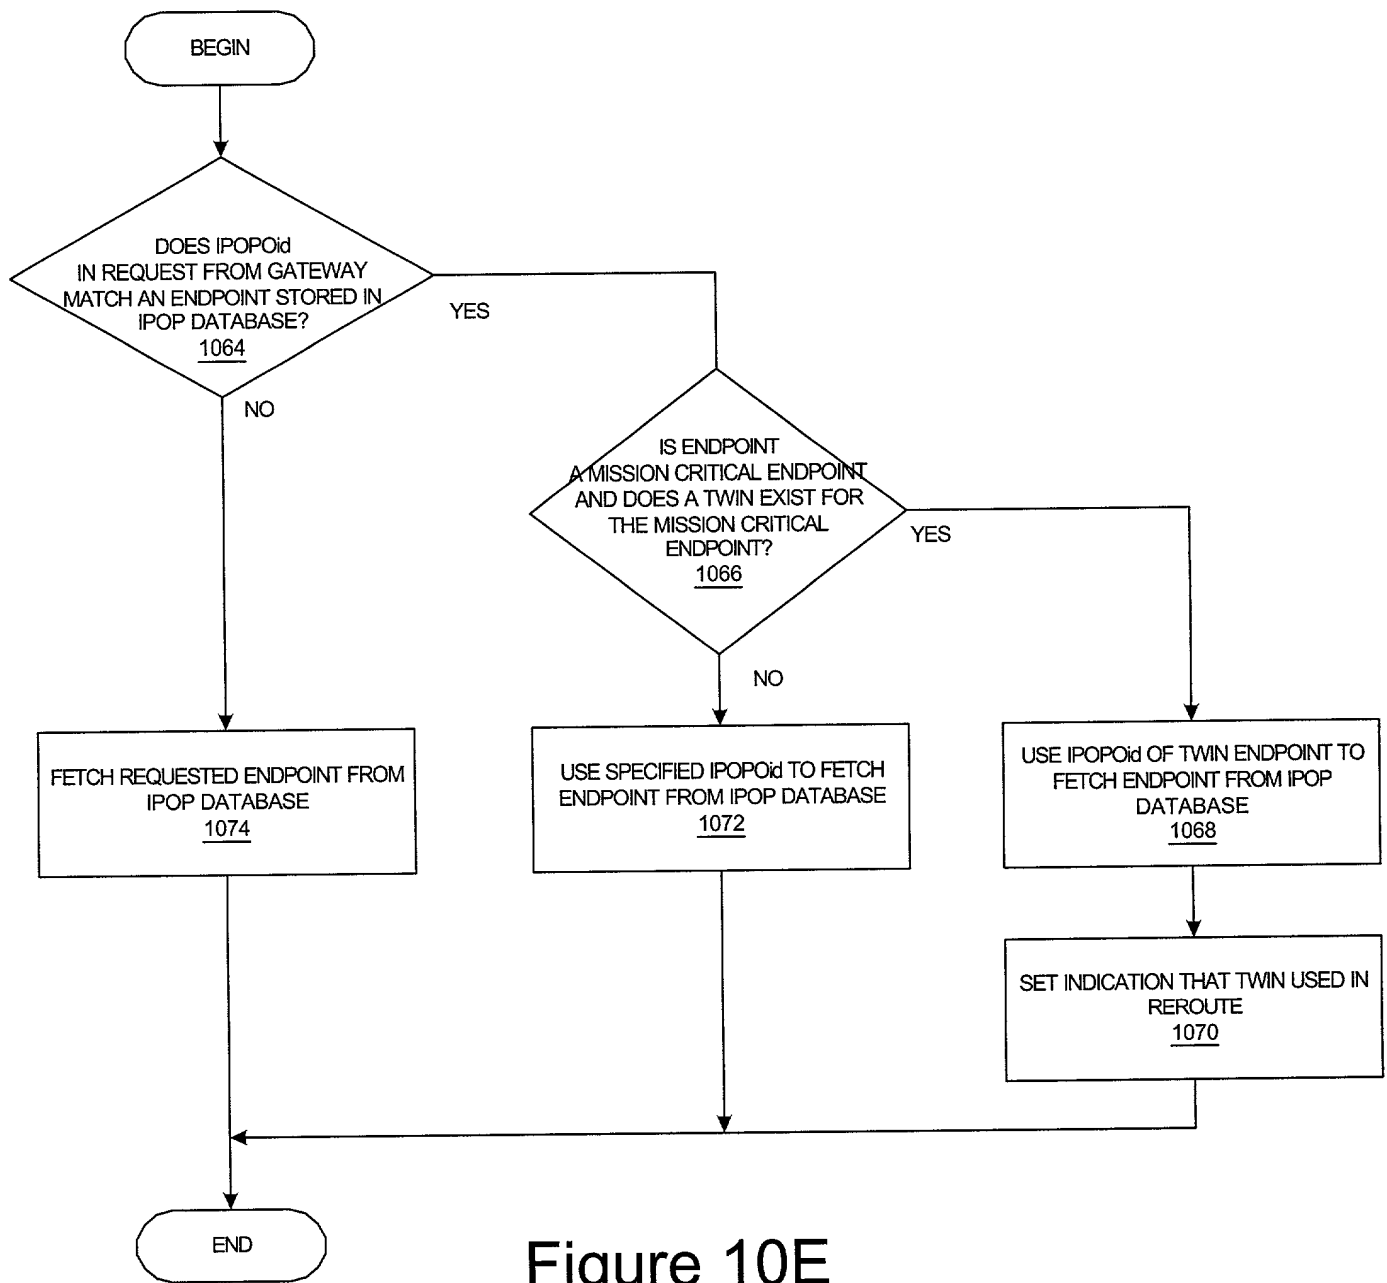 BEGIN
DOES IPOPOid
IN REQUEST FROM GATEWAY
MATCH AN ENDPOINT STORED IN
IPOP DATABASE?
1064
YES
NO
IS ENDPOINT
A MISSION CRITICAL ENDPOINT
AND DOES A TWIN EXIST FOR
THE MISSION CRITICAL
ENDPOINT?
1066
YES
NO
FETCH REQUESTED ENDPOINT FROM
IPOP DATABASE
1074
USE SPECIFIED IPOPOid TO FETCH
ENDPOINT FROM IPOP DATABASE
1072
USE IPOPOid OF TWIN ENDPOINT TO
FETCH ENDPOINT FROM IPOP
DATABASE
1068
SET INDICATION THAT TWIN USED IN
REROUTE
1070
END
Figure 10E